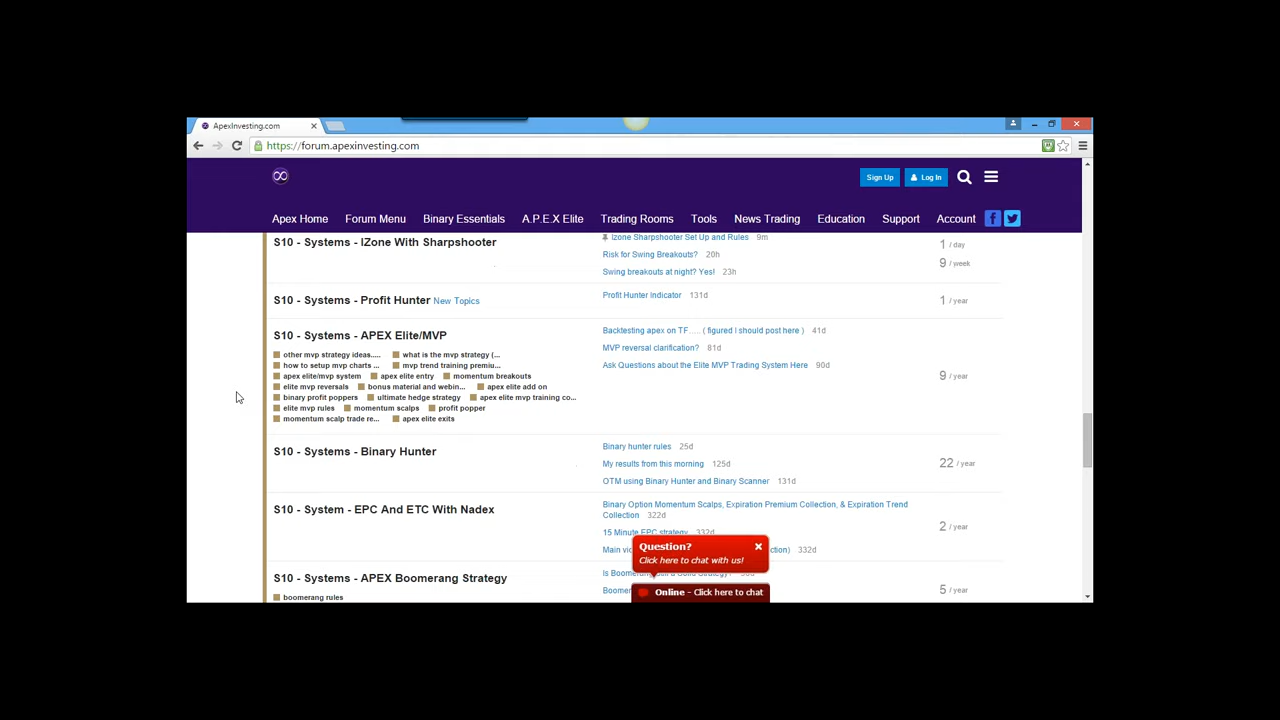 ApexInvesting.com
https://forum.apexinvesting.com
Sign Up
Log In
Apex Home Forum Menu Binary Essentials A.P.E.X Elite Trading Rooms Tools News Trading Education Support Account
S10 - Systems - IZone With Sharpshooter
Izone Sharpshooter Set Up and Rules 9m
Risk for Swing Breakouts? 20h
Swing breakouts at night? Yes! 23h
1 / day
9 / week
S10 - Systems - Profit Hunter New Topics
Profit Hunter Indicator 131d
1 / year
S10 - Systems - APEX Elite/MVP
other mvp strategy ideas..... what is the mvp strategy (...
how to setup mvp charts ... mvp trend training premiu...
apex elite/mvp system apex elite entry momentum breakouts
elite mvp reversals bonus material and webin... apex elite add on
binary profit poppers ultimate hedge strategy apex elite mvp training co...
elite mvp rules momentum scalps profit popper
momentum scalp trade re... apex elite exits
Backtesting apex on TF ..... ( figured I should post here ) 41d
MVP reversal clarification? 81d
Ask Questions about the Elite MVP Trading System Here 90d
9 / year
S10 - Systems - Binary Hunter
Binary hunter rules 25d
My results from this morning 125d
OTM using Binary Hunter and Binary Scanner 131d
22 / year
S10 - System - EPC And ETC With Nadex
Binary Option Momentum Scalps, Expiration Premium Collection, & Expiration Trend
Collection 322d
15 Minute EPC strategy 332d
Main ction) 332d
2 / year
S10 - Systems - APEX Boomerang Strategy
boomerang rules
Is
5 / year
Question?
Click here to chat with us!
Online - Click here to chat